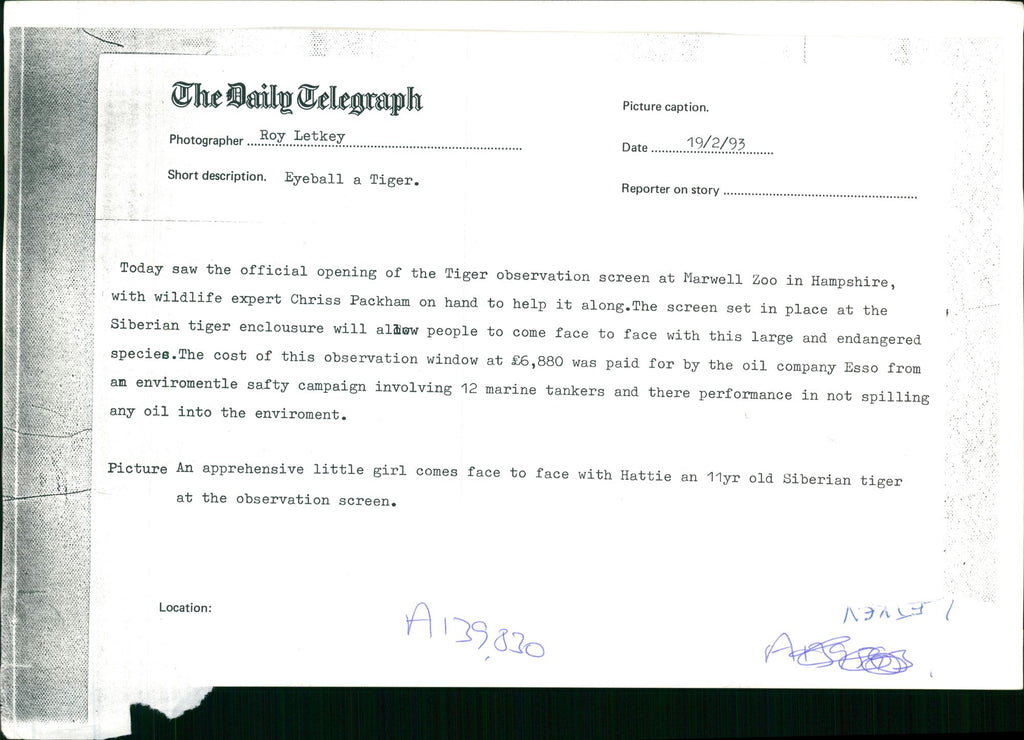 The Daily Telegraph
Picture caption.
Photographer Roy Letkey
Date 19/2/93
Short description. Eyeball a Tiger.
Reporter on story
Today saw the official opening of the Tiger observation screen at Marwell Zoo in Hampshire,
with wildlife expert Chriss Packham on hand to help it along.The screen set in place at the
Siberian tiger enclousure will allow people to come face to face with this large and endangered
species.The cost of this observation window at £6,880 was paid for by the oil company Esso from
an enviromentle safty campaign involving 12 marine tankers and there performance in not spilling
any oil into the enviroment.
Picture An apprehensive little girl comes face to face with Hattie an 11yr old Siberian tiger
at the observation screen.
Location:
A139,830